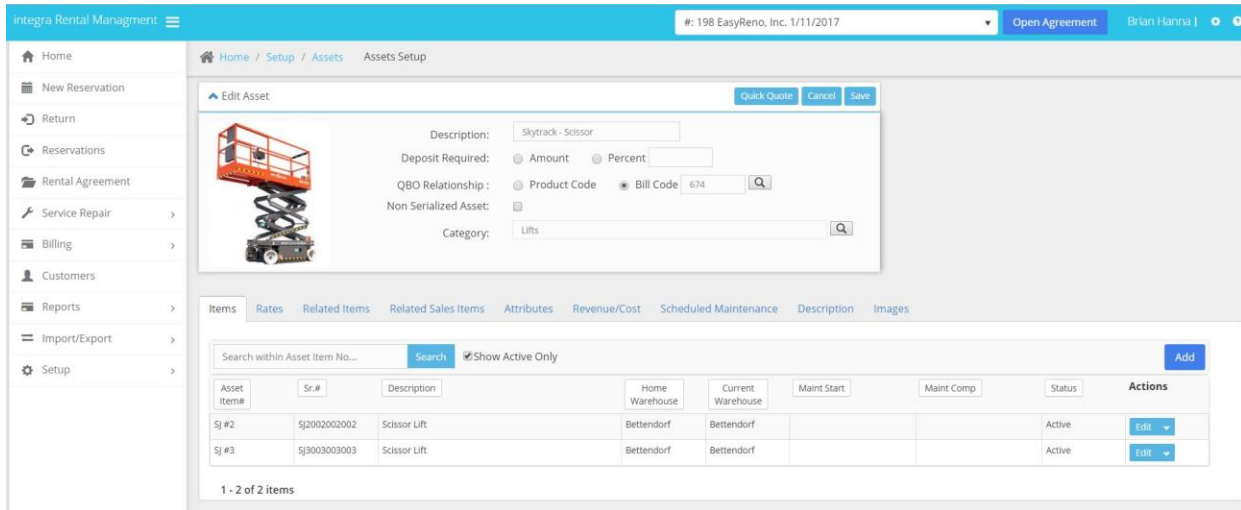 integra Rental Managment
#: 198 EasyReno, Inc. 1/11/2017
Open Agreement
Brian Hanna |
Home
New Reservation
Return
Reservations
Rental Agreement
Service Repair
Billing
Customers
Reports
Import/Export
Setup
Home / Setup / Assets Assets Setup
Edit Asset
Quick Quote Cancel Save
Description: Skytrack - Scissor
Deposit Required: Amount Percent
QBO Relationship : Product Code Bill Code 674
Non Serialized Asset:
Category: Lifts
Items Rates Related Items Related Sales Items Attributes Revenue/Cost Scheduled Maintenance Description Images
Search within Asset Item No... Search Show Active Only Add
Asset Item# Sr.# Description Home Warehouse Current Warehouse Maint Start Maint Comp Status Actions
SJ #2 SJ2002002002 Scissor Lift Bettendorf Bettendorf Active Edit
SJ #3 SJ3003003003 Scissor Lift Bettendorf Bettendorf Active Edit
1 - 2 of 2 items